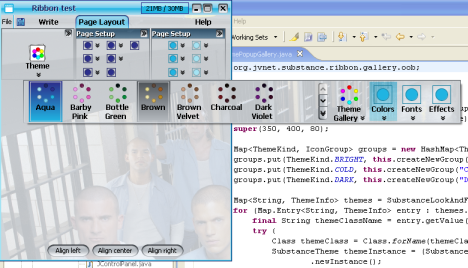 Ribbon test
21MB / 30MB
File
Write
Page Layout
Help
Theme
Page Setup
Page Setup
Help
Working Sets
PopupGallery.java
org.jvnet.substance.ribbon.gallery.oob;
Aqua
Barby Pink
Bottle Green
Brown
Brown Velvet
Charcoal
Dark Violet
Theme Gallery
Colors
Fonts
Effects
super(350, 400, 80);
Map<ThemeKind, IconGroup> groups = new HashMap<Th
groups.put(ThemeKind.BRIGHT, this.createNewGroup(
groups.put(ThemeKind.COLD, this.createNewGroup("C
groups.put(ThemeKind.DARK, this.createNewGroup("D
Map<String, ThemeInfo> themes = SubstanceLookAndF
for (Map.Entry<String, ThemeInfo> entry : themes.
final String themeClassName = entry.getValue(
try {
Class themeClass = Class.forName(themeCla
SubstanceTheme themeInstance = (Substance
.newInstance();
Align left
Align center
Align right
JControlPanel.java